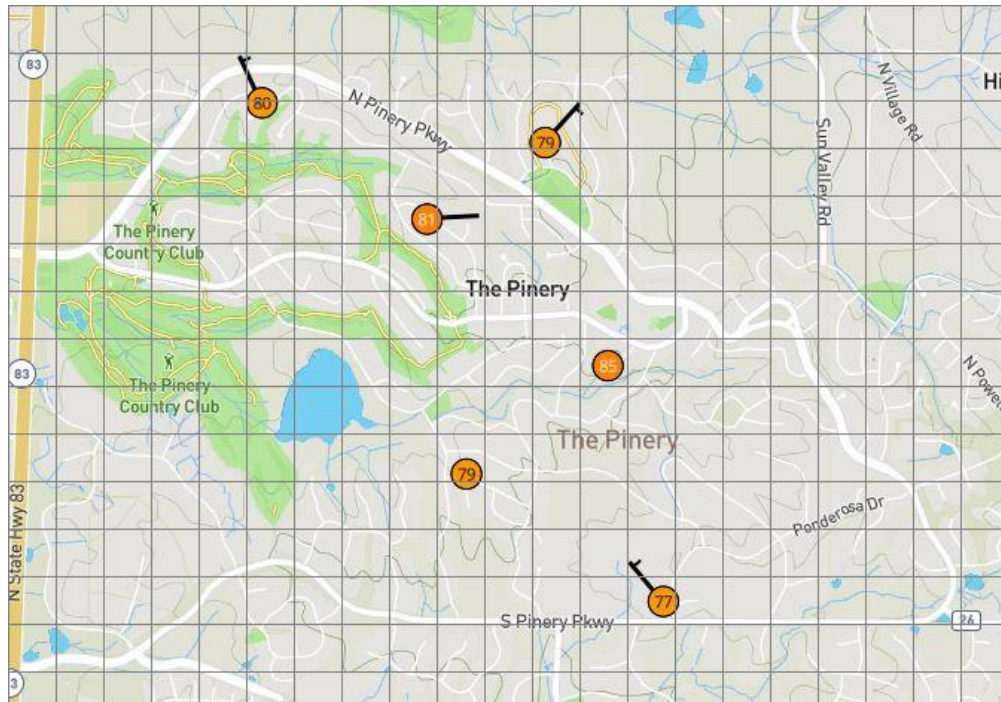 83
Hi
80
N Pinery Pkwy
79
N Village Rd
Sun Valley Rd
81
The Pinery
Country Club
The Pinery
83
85
The Pinery
Country Club
N Powe
The Pinery
79
Ponderosa Dr
N State Hwy 83
77
S Pinery Pkwy
26
3